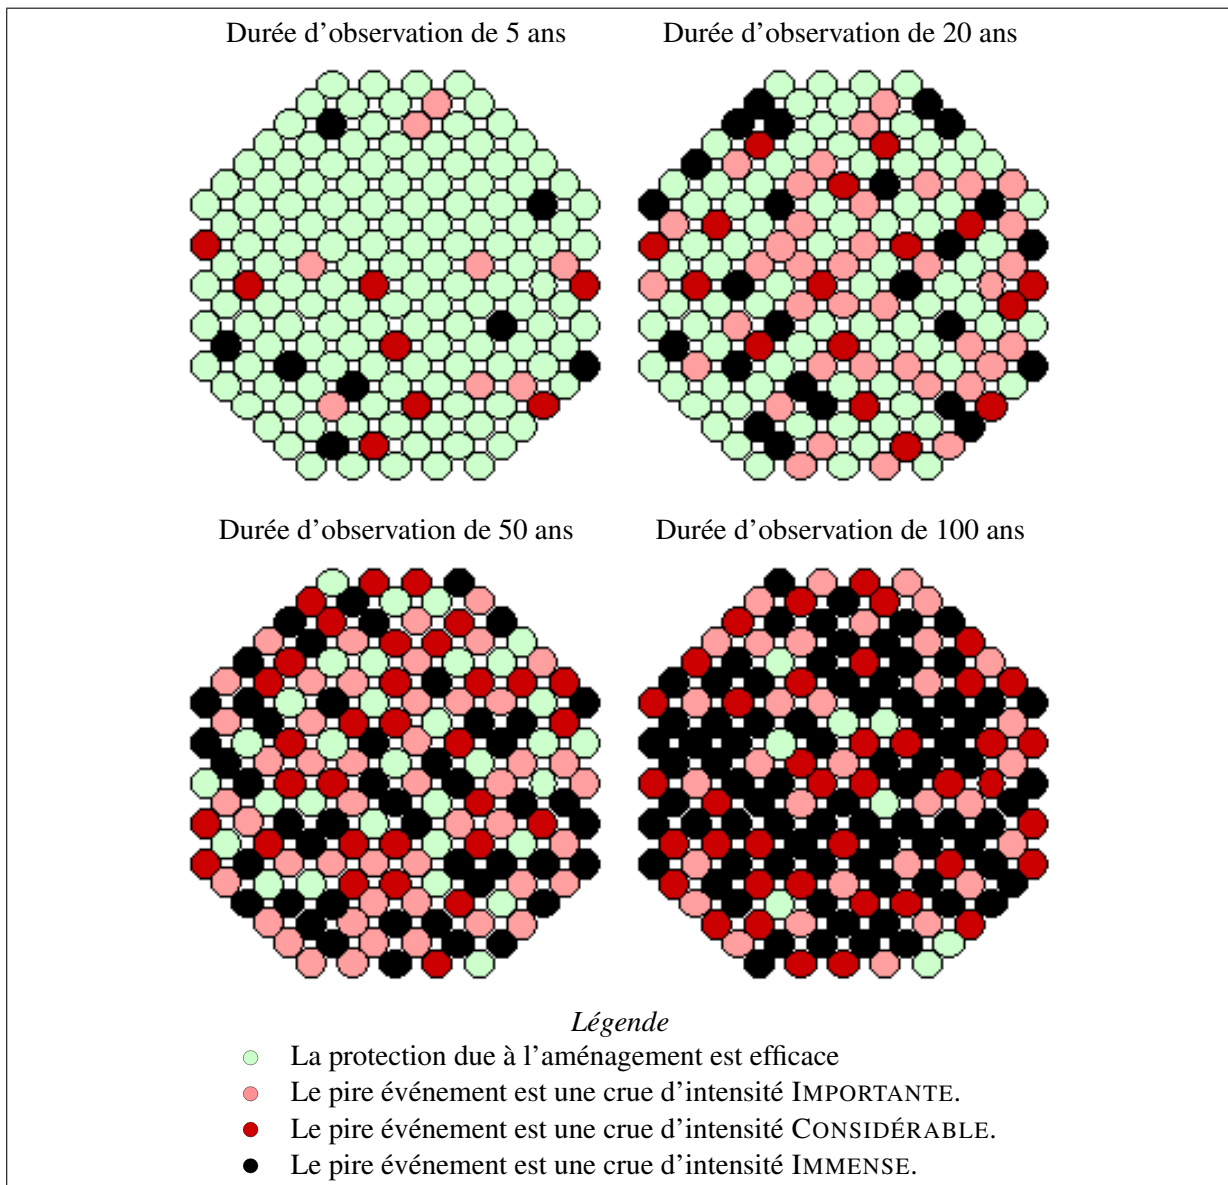 Durée d'observation de 5 ans
Durée d'observation de 20 ans
Durée d'observation de 50 ans
Durée d'observation de 100 ans
Légende
La protection due à l'aménagement est efficace
Le pire événement est une crue d'intensité IMPORTANTE.
Le pire événement est une crue d'intensité CONSIDÉRABLE.
Le pire événement est une crue d'intensité IMMENSE.